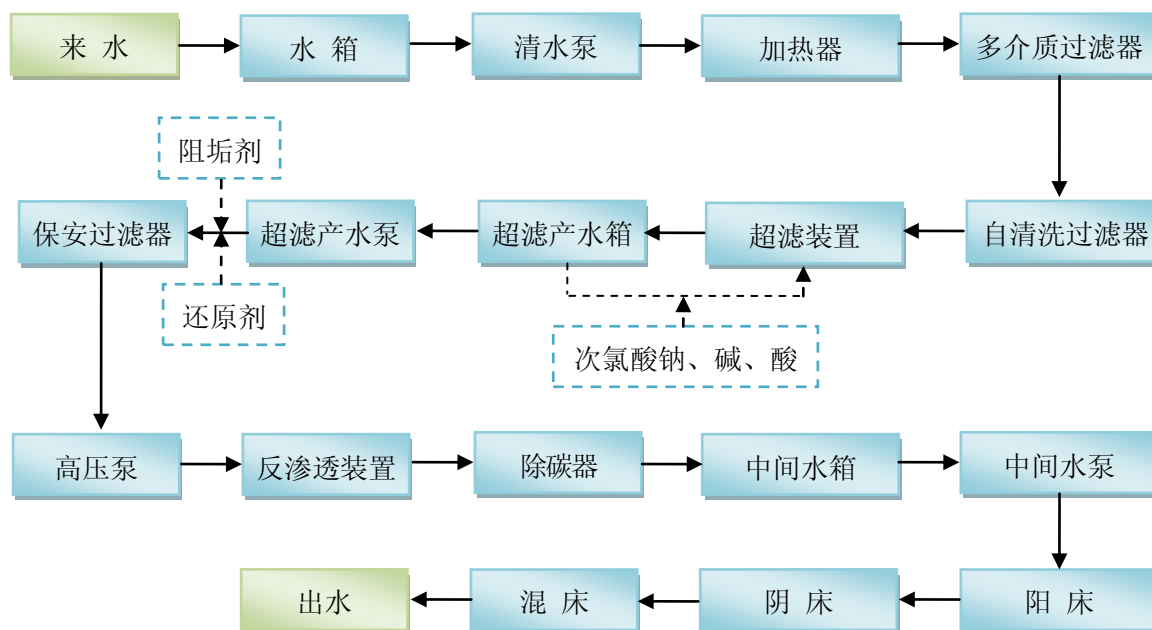 来 水
水 箱
清水泵
加热器
多介质过滤器
阻垢剂
保安过滤器
超滤产水泵
超滤产水箱
超滤装置
自清洗过滤器
还原剂
次氯酸钠、碱、酸
高压泵
反渗透装置
除碳器
中间水箱
中间水泵
出水
混 床
阴 床
阳 床